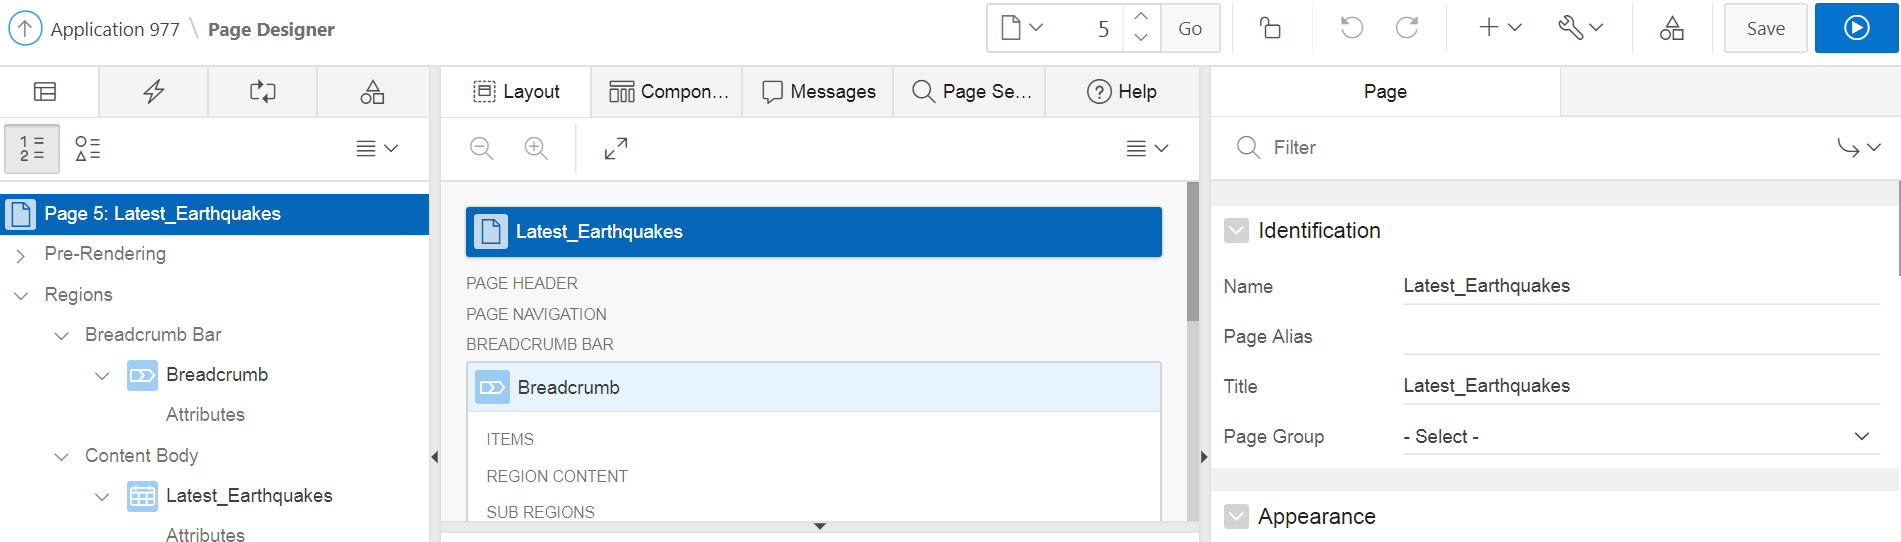 Application 977 \ Page Designer
5
Go
Save
Layout
Compon...
Messages
Page Se...
Help
Page
1
2
Filter
Page 5: Latest_Earthquakes
Pre-Rendering
Regions
Breadcrumb Bar
Breadcrumb
Attributes
Content Body
Latest_Earthquakes
Attributes
Latest_Earthquakes
PAGE HEADER
PAGE NAVIGATION
BREADCRUMB BAR
Breadcrumb
ITEMS
REGION CONTENT
SUB REGIONS
Identification
Name Latest_Earthquakes
Page Alias
Title Latest_Earthquakes
Page Group - Select -
Appearance